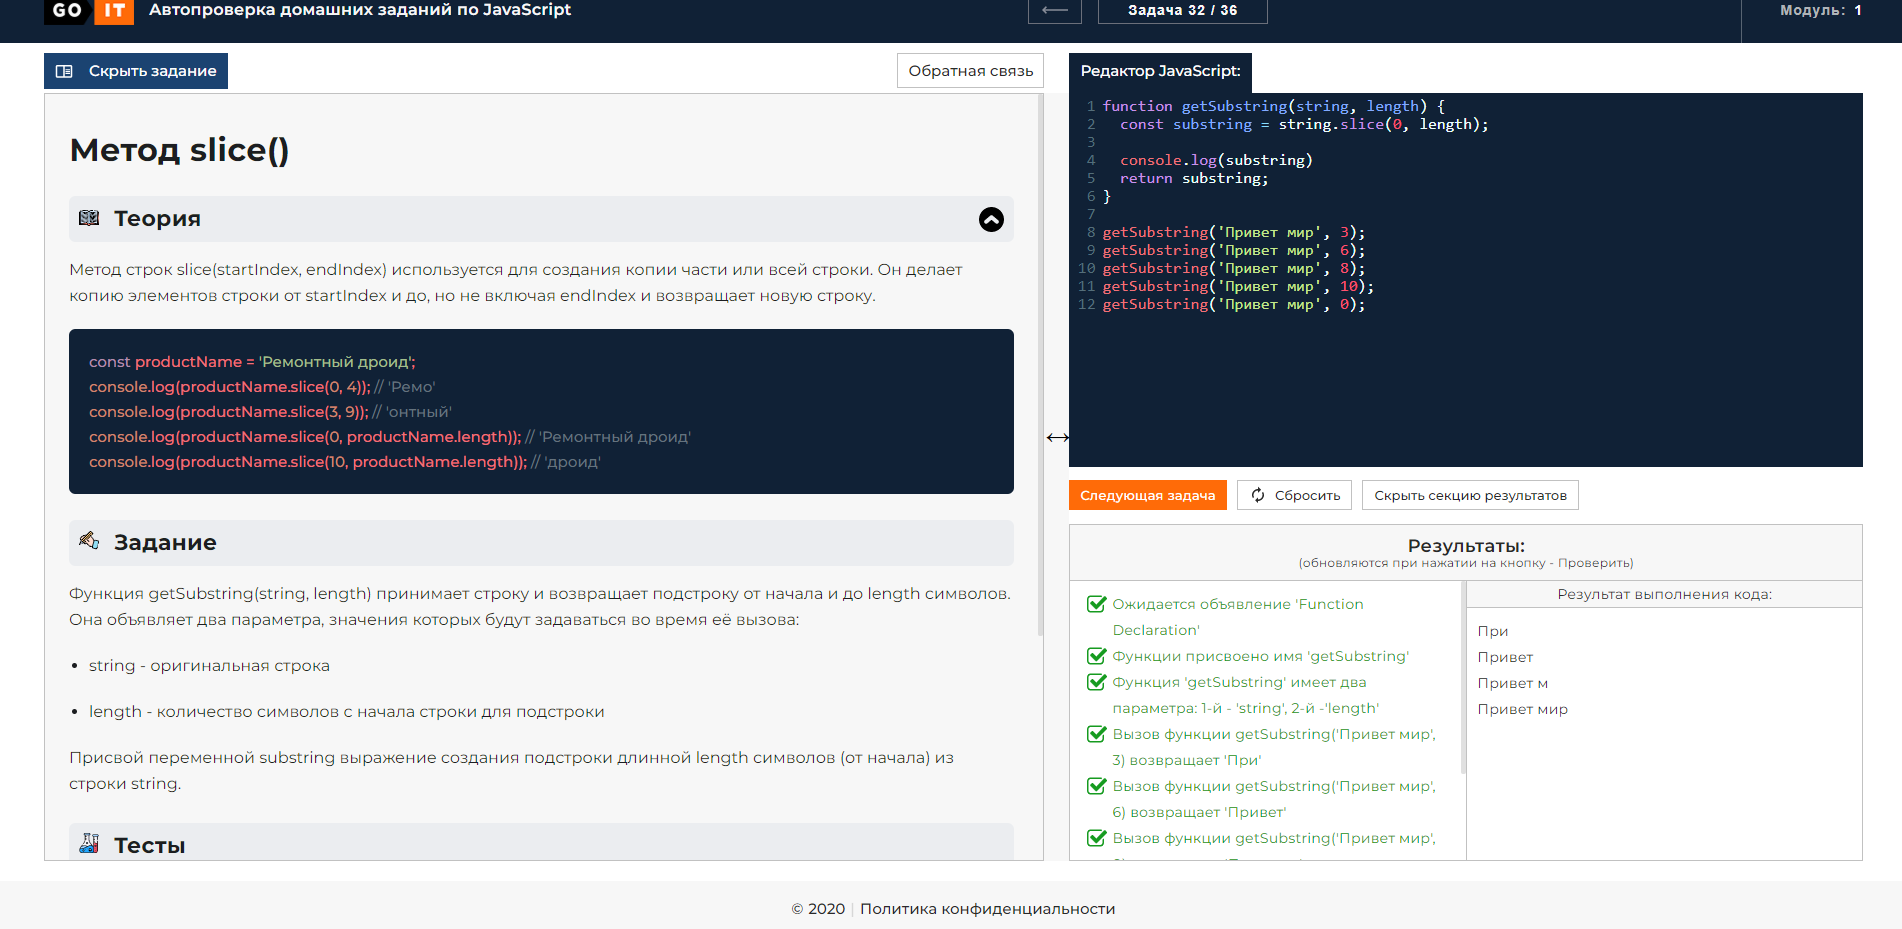 GO IT Автопроверка домашних заданий по JavaScript
Задача 32 / 36
Модуль: 1
Скрыть задание
Обратная связь
Метод slice()
Теория
Метод строк slice(startIndex, endIndex) используется для создания копии части или всей строки. Он делает
копию элементов строки от startIndex и до, но не включая endIndex и возвращает новую строку.
const productName = 'Ремонтный дроид';
console.log(productName.slice(0, 4)); // 'Ремо'
console.log(productName.slice(3, 9)); // 'онтный'
console.log(productName.slice(0, productName.length)); // 'Ремонтный дроид'
console.log(productName.slice(10, productName.length)); // 'дроид'
Задание
Функция getSubstring(string, length) принимает строку и возвращает подстроку от начала и до length символов.
Она объявляет два параметра, значения которых будут задаваться во время её вызова:
• string - оригинальная строка
• length - количество символов с начала строки для подстроки
Присвой переменной substring выражение создания подстроки длинной length символов (от начала) из
строки string.
Тесты
Редактор JavaScript:
1 function getSubstring(string, length) {
2 const substring = string.slice(0, length);
3
4 console.log(substring)
5 return substring;
6 }
7
8 getSubstring('Привет мир', 3);
9 getSubstring('Привет мир', 6);
10 getSubstring('Привет мир', 8);
11 getSubstring('Привет мир', 10);
12 getSubstring('Привет мир', 0);
Следующая задача
Сбросить
Скрыть секцию результатов
Результаты:
(обновляются при нажатии на кнопку - Проверить)
Ожидается объявление 'Function
Declaration'
Функции присвоено имя 'getSubstring'
Функция 'getSubstring' имеет два
параметра: 1-й - 'string', 2-й -'length'
Вызов функции getSubstring('Привет мир',
3) возвращает 'При'
Вызов функции getSubstring('Привет мир',
6) возвращает 'Привет'
Вызов функции getSubstring('Привет мир',
Результат выполнения кода:
При
Привет
Привет м
Привет мир
© 2020 | Политика конфиденциальности